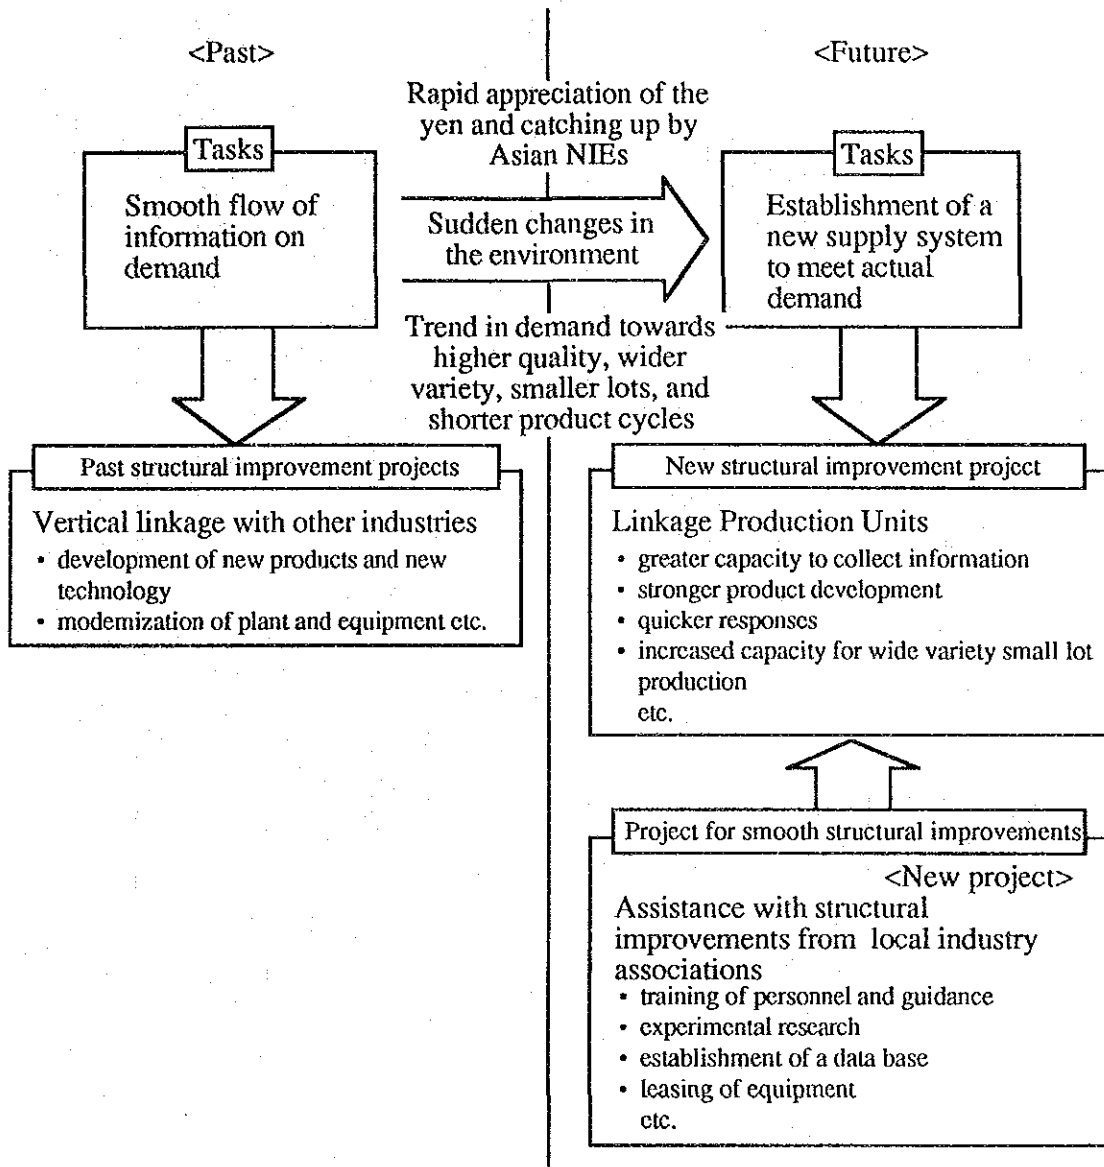 <Past>
Tasks
Smooth flow of
information on
demand
Rapid appreciation of the
yen and catching up by
Asian NIEs
Sudden changes in
the environment
Trend in demand towards
higher quality, wider
variety, smaller lots, and
shorter product cycles
<Future>
Tasks
Establishment of a
new supply system
to meet actual
demand
Past structural improvement projects
Vertical linkage with other industries
• development of new products and new
technology
• modernization of plant and equipment etc.
New structural improvement project
Linkage Production Units
• greater capacity to collect information
• stronger product development
• quicker responses
• increased capacity for wide variety small lot
production
etc.
Project for smooth structural improvements
<New project>
Assistance with structural
improvements from local industry
associations
• training of personnel and guidance
• experimental research
• establishment of a data base
• leasing of equipment
etc.